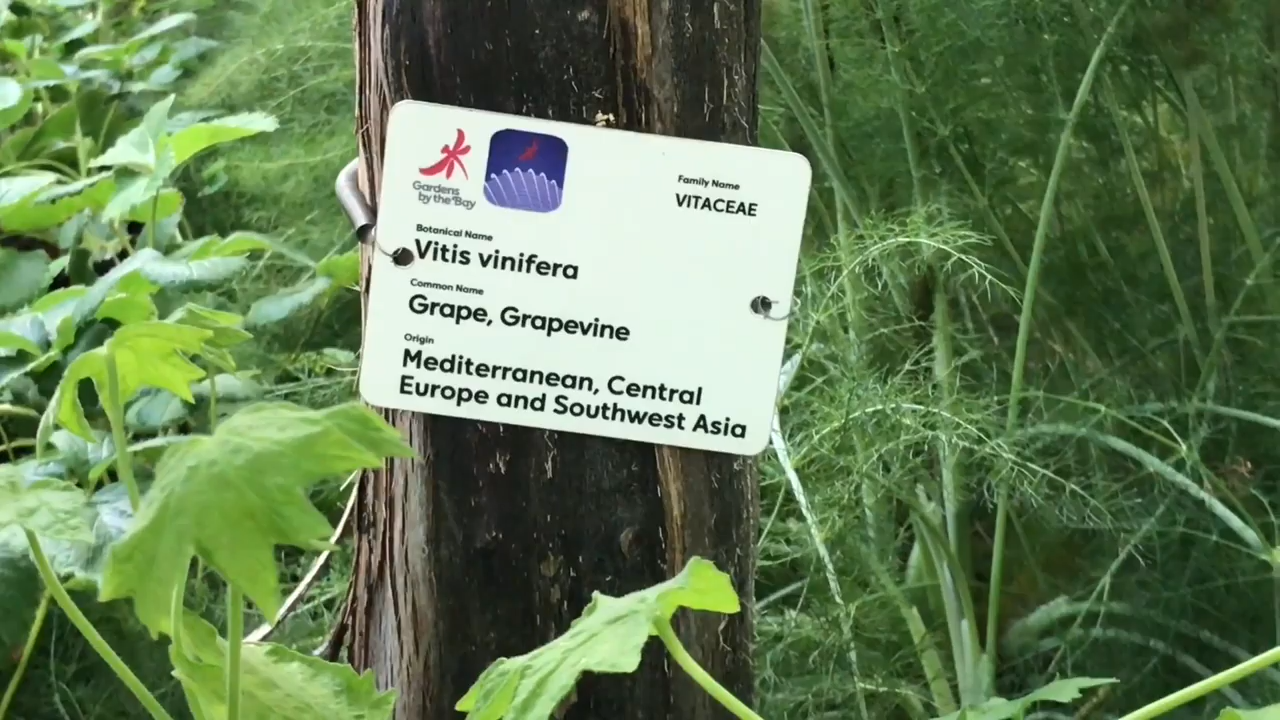 Gardens
by the Bay
Family Name
VITACEAE
Botanical Name
Vitis vinifera
Common Name
Grape, Grapevine
Origin
Mediterranean, Central
Europe and Southwest Asia